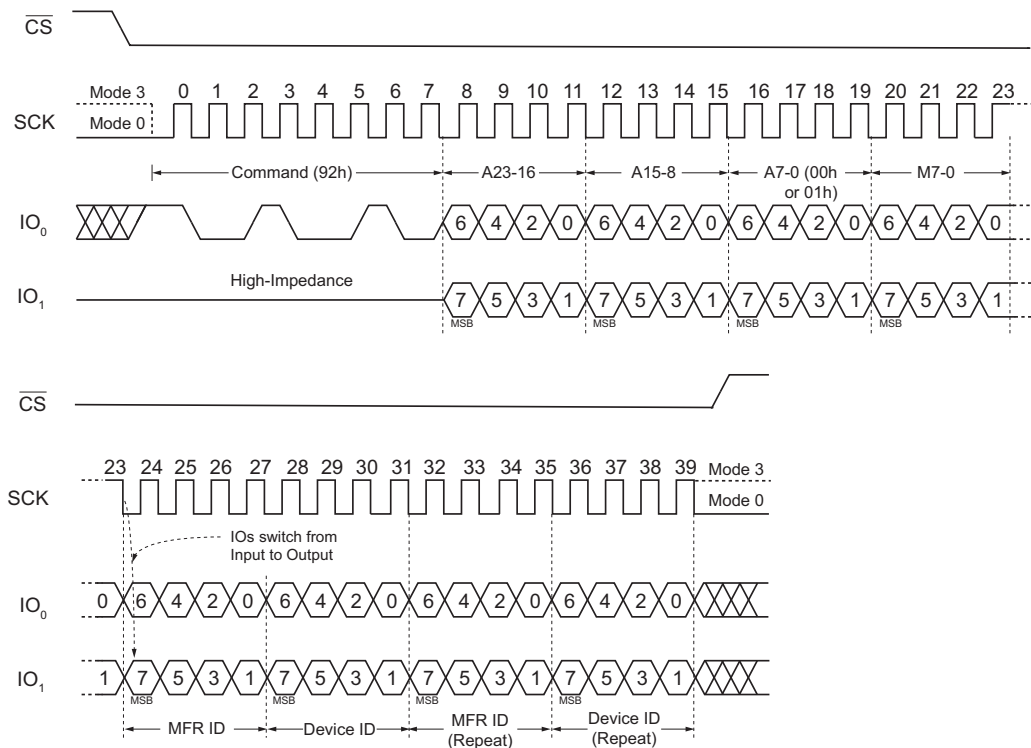 CS
Mode 3 0 1 2 3 4 5 6 7 8 9 10 11 12 13 14 15 16 17 18 19 20 21 22 23
SCK Mode 0
Command (92h) A23-16 A15-8 A7-0 (00h or 01h) M7-0
IO0 6 4 2 0 6 4 2 0 6 4 2 0 6 4 2 0
High-Impedance
IO1 7 5 3 1 7 5 3 1 7 5 3 1 7 5 3 1
MSB MSB MSB MSB
CS
23 24 25 26 27 28 29 30 31 32 33 34 35 36 37 38 39 Mode 3
SCK Mode 0
IOs switch from
Input to Output
IO0 0 6 4 2 0 6 4 2 0 6 4 2 0 6 4 2 0
IO1 1 7 5 3 1 7 5 3 1 7 5 3 1 7 5 3 1
MSB MSB MSB MSB
MFR ID Device ID MFR ID (Repeat) Device ID (Repeat)